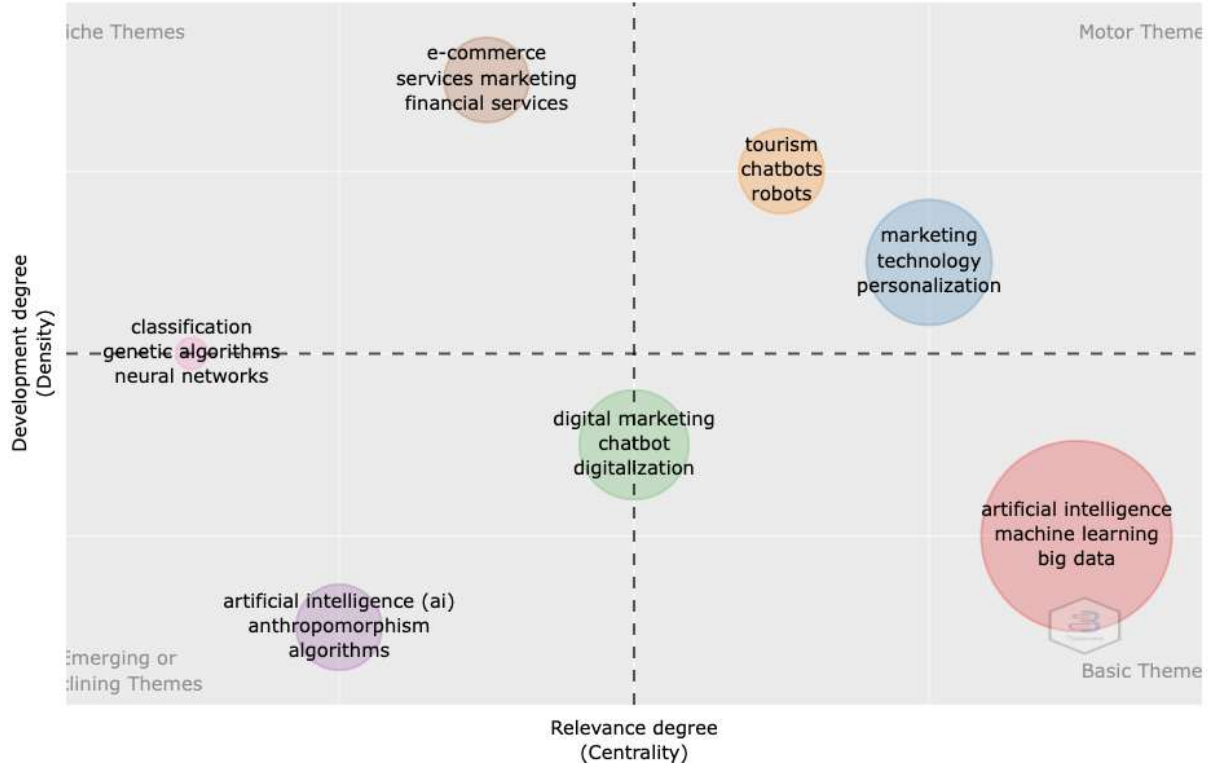 iche Themes
Motor Theme
e-commerce
services marketing
financial services
tourism
chatbots
robots
marketing
technology
personalization
Development degree
(Density)
classification
genetic algorithms
neural networks
digital marketing
chatbot
digitalization
artificial intelligence
machine learning
big data
artificial intelligence (ai)
anthropomorphism
algorithms
Emerging or
clining Themes
Basic Theme
Relevance degree
(Centrality)